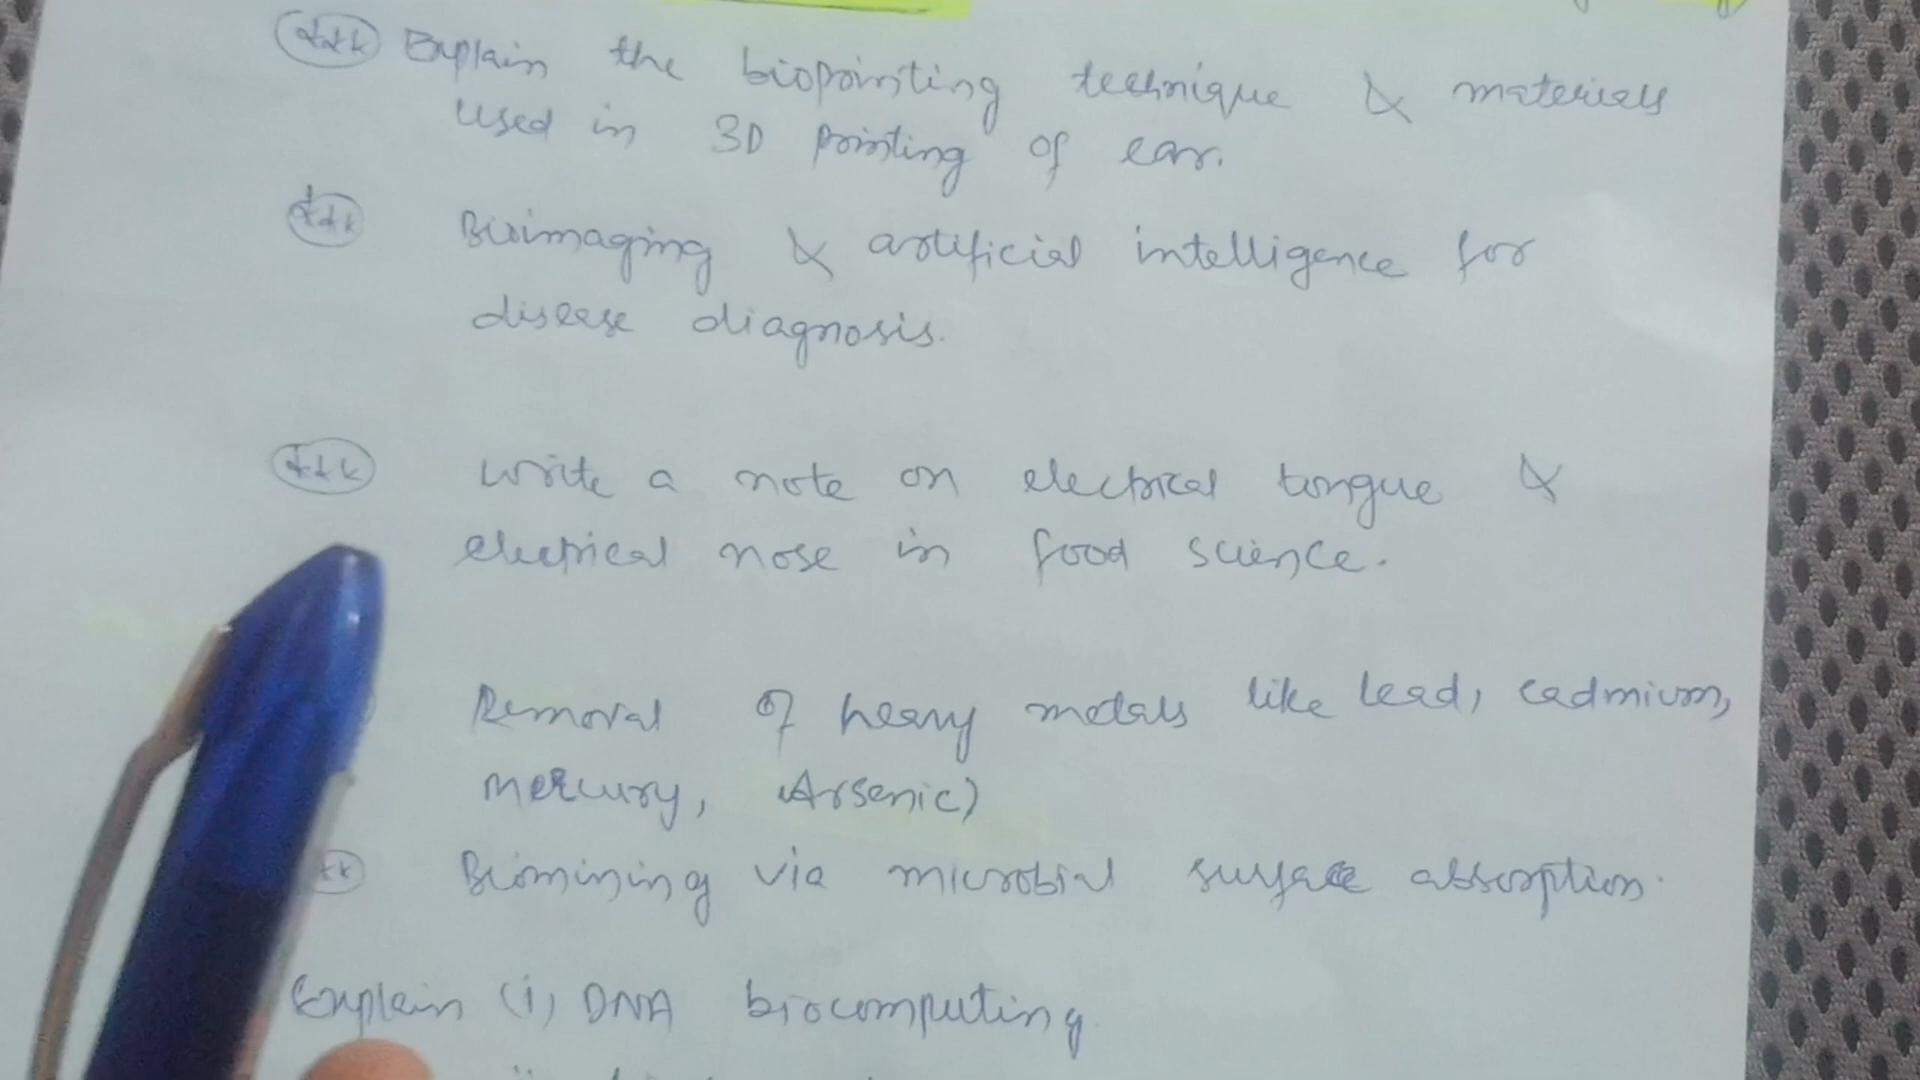 *** Explain the bioprinting technique & materials
used in 3D printing of ear.
*** Bioimaging & artificial intelligence for
disease diagnosis.
*** Write a note on electrical tongue &
electrical nose in food science.
Removal of heavy metals like lead, cadmium,
mercury, Arsenic)
** Biomining via microbial surface absorption.
Explain (i) DNA biocomputing